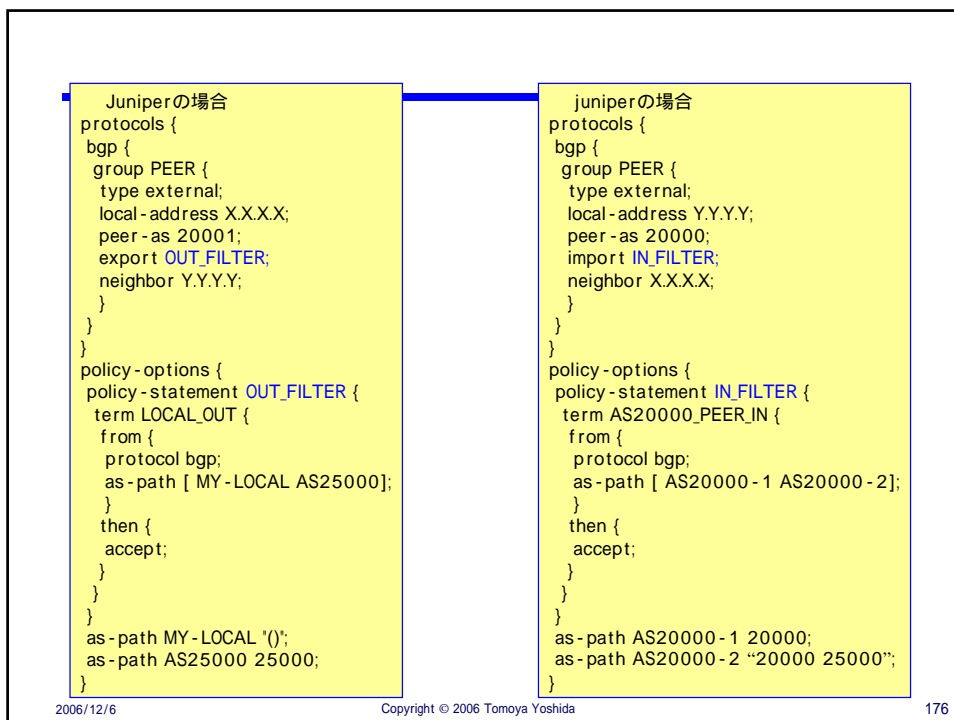 Juniperの場合
protocols {
bgp {
group PEER {
type external;
local-address X.X.X.X;
peer-as 20001;
export OUT_FILTER;
neighbor Y.Y.Y.Y;
}
}
}
policy-options {
policy-statement OUT_FILTER {
term LOCAL_OUT {
from {
protocol bgp;
as-path [ MY-LOCAL AS25000];
}
then {
accept;
}
}
}
as-path MY-LOCAL "()";
as-path AS25000 25000;
}
juniperの場合
protocols {
bgp {
group PEER {
type external;
local-address Y.Y.Y.Y;
peer-as 20000;
import IN_FILTER;
neighbor X.X.X.X;
}
}
}
policy-options {
policy-statement IN_FILTER {
term AS20000_PEER_IN {
from {
protocol bgp;
as-path [ AS20000-1 AS20000-2];
}
then {
accept;
}
}
}
as-path AS20000-1 20000;
as-path AS20000-2 “20000 25000”;
}
2006/12/6
Copyright © 2006 Tomoya Yoshida
176